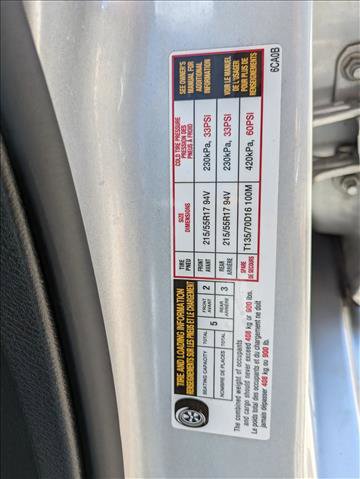 TIRE AND LOADING INFORMATION
RENSEIGNEMENTS SUR LES PNEUS ET LE CHARGEMENT
SEATING CAPACITY TOTAL 5 FRONT AVANT 2 REAR ARRIÈRE 3
NOMBRE DE PLACES TOTAL
The combined weight of occupants
and cargo should never exceed 408 kg or 900 lbs.
Le poids total des occupants et du chargement ne doit
jamais dépasser 408 kg ou 900 lb.
TIRE PNEU
SIZE DIMENSIONS
COLD TIRE PRESSURE
PRESSION DES
PNEUS À FROID
FRONT AVANT 215/55R17 94V 230kPa, 33PSI
REAR ARRIÈRE 215/55R17 94V 230kPa, 33PSI
SPARE DE SECOURS T135/70D16 100M 420kPa, 60PSI
SEE OWNER'S
MANUAL FOR
ADDITIONAL
INFORMATION
VOIR LE MANUEL
DE L'USAGER
POUR PLUS DE
RENSEIGNEMENTS
6CA0B